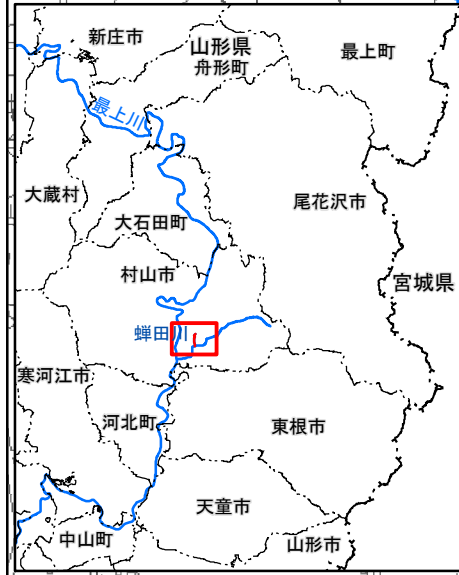 新庄市
山形県
舟形町
最上町
最上川
大蔵村
尾花沢市
大石田町
村山市
宮城県
蝉田川
寒河江市
河北町
東根市
天童市
中山町
山形市